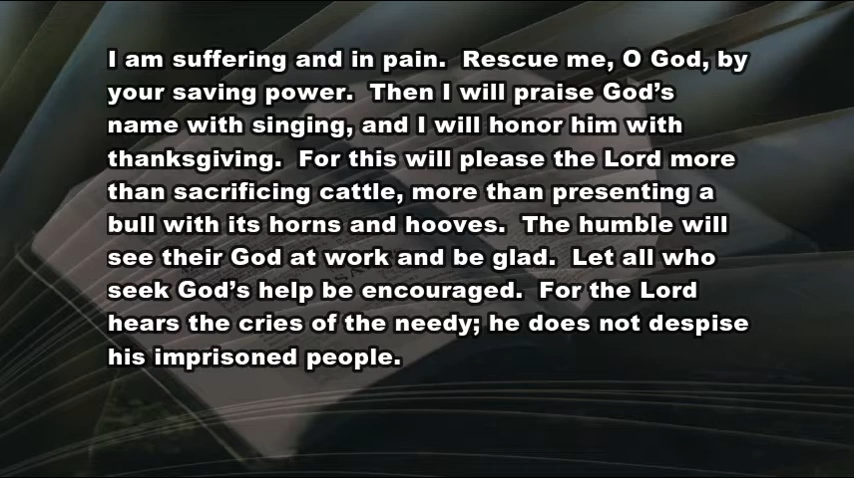 I am suffering and in pain.  Rescue me, O God, by
your saving power.  Then I will praise God's
name with singing, and I will honor him with
thanksgiving.  For this will please the Lord more
than sacrificing cattle, more than presenting a
bull with its horns and hooves.  The humble will
see their God at work and be glad.  Let all who
seek God's help be encouraged.  For the Lord
hears the cries of the needy; he does not despise
his imprisoned people.